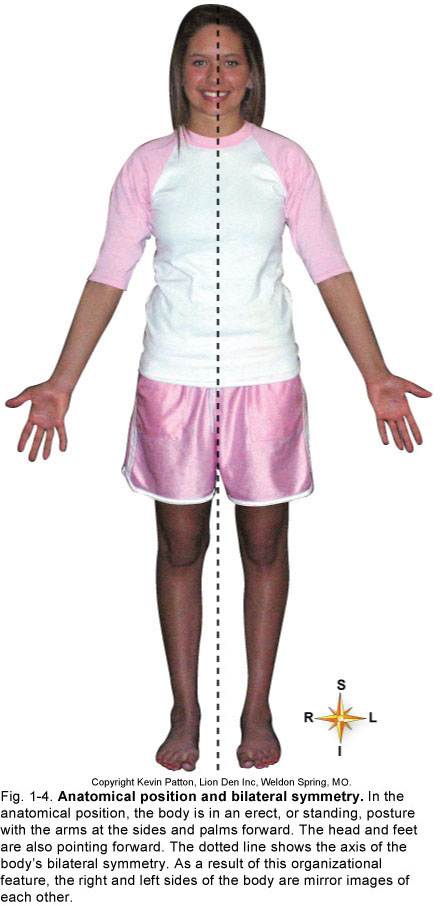 S
R L
I
Copyright Kevin Patton, Lion Den Inc, Weldon Spring, MO.
Fig. 1-4. Anatomical position and bilateral symmetry. In the
anatomical position, the body is in an erect, or standing, posture
with the arms at the sides and palms forward. The head and feet
are also pointing forward. The dotted line shows the axis of the
body's bilateral symmetry. As a result of this organizational
feature, the right and left sides of the body are mirror images of
each other.